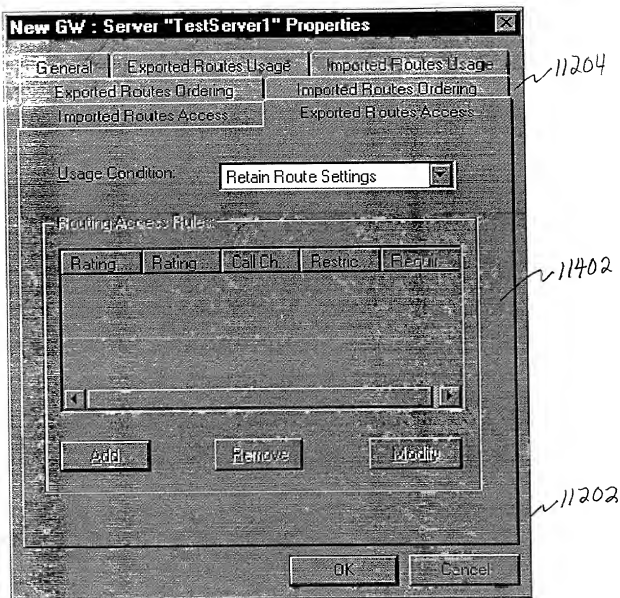 New GW : Server "TestServer1" Properties
General Exported Routes Usage Imported Routes Usage
11204
Exported Routes Ordering Imported Routes Ordering
Imported Routes Access Exported Routes Access
Usage Condition: Retain Route Settings
Routing Access Rules:
Rating... Rating... Call Ch... Restric... Requir...
11402
Add Remove Modify
11202
OK Cancel